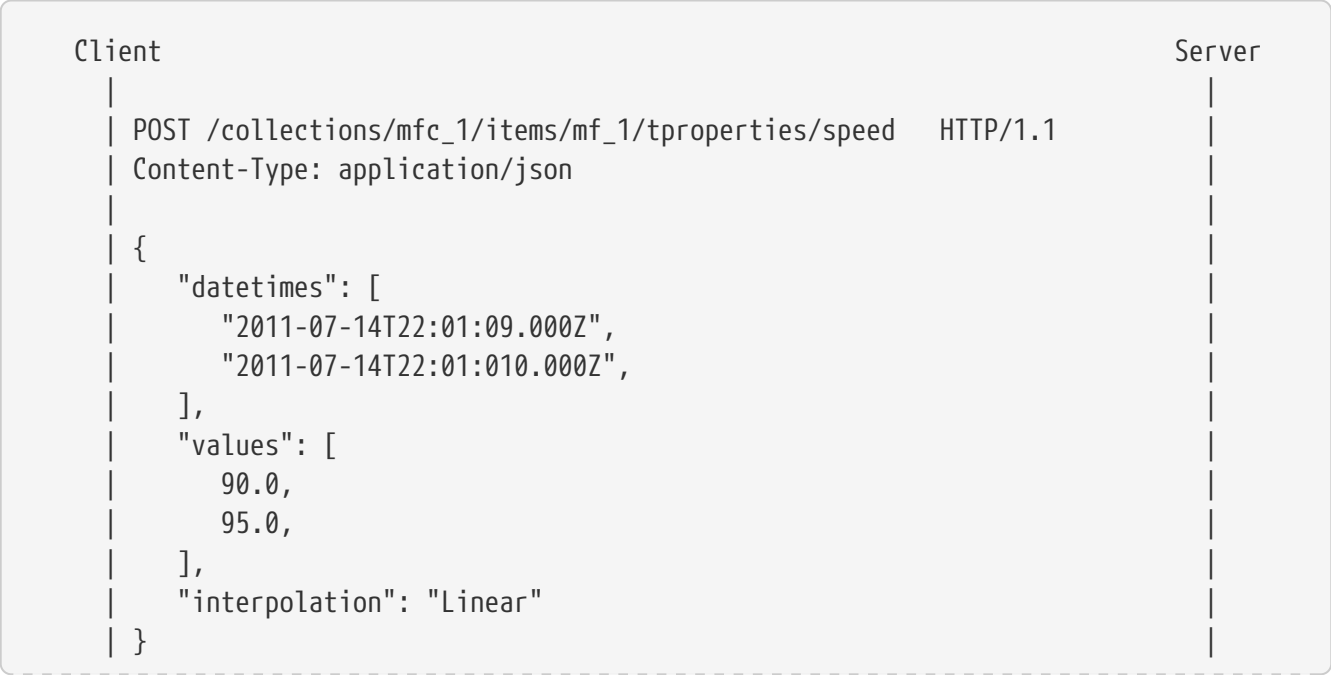 Client                                                                      Server
  |                                                                           |
  | POST /collections/mfc_1/items/mf_1/tproperties/speed   HTTP/1.1          |
  | Content-Type: application/json                                            |
  |                                                                           |
  | {                                                                         |
  |    "datetimes": [                                                         |
  |       "2011-07-14T22:01:09.000Z",                                         |
  |       "2011-07-14T22:01:010.000Z",                                        |
  |    ],                                                                     |
  |    "values": [                                                            |
  |       90.0,                                                               |
  |       95.0,                                                               |
  |    ],                                                                     |
  |    "interpolation": "Linear"                                              |
  | }                                                                         |